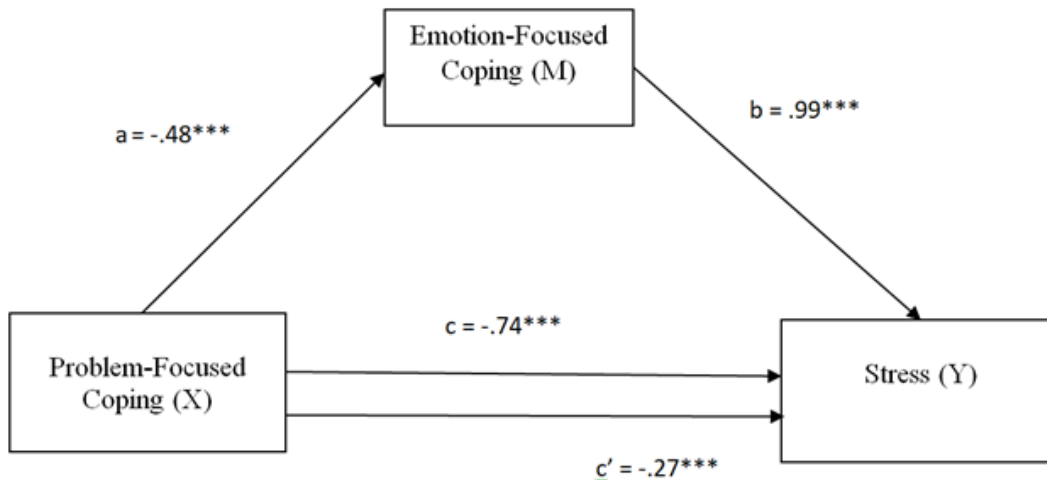 Emotion-Focused
Coping (M)
a = -.48***
b = .99***
c = -.74***
Problem-Focused
Coping (X)
Stress (Y)
c’ = -.27***